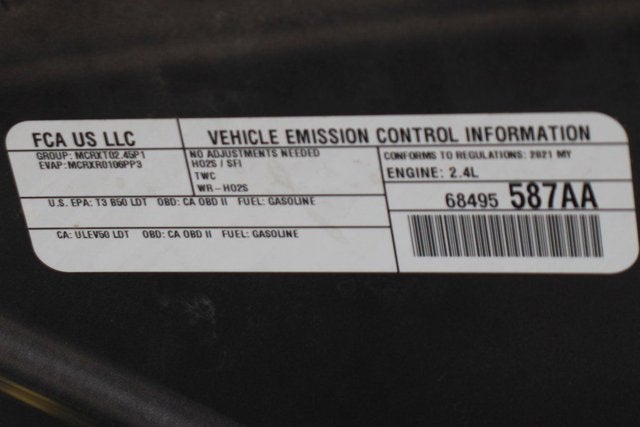 FCA US LLC
VEHICLE EMISSION CONTROL INFORMATION
GROUP: MCRXT02.45P1
EVAP: MCRXR0106PP3
NO ADJUSTMENTS NEEDED
HO2S / SFI
TWC
WR-HO2S
CONFORMS TO REGULATIONS: 2021 MY
ENGINE: 2.4L
U.S. EPA: T3 B50 LDT OBD: CA OBD II FUEL: GASOLINE
68495 587AA
CA: ULEV50 LDT OBD: CA OBD II FUEL: GASOLINE